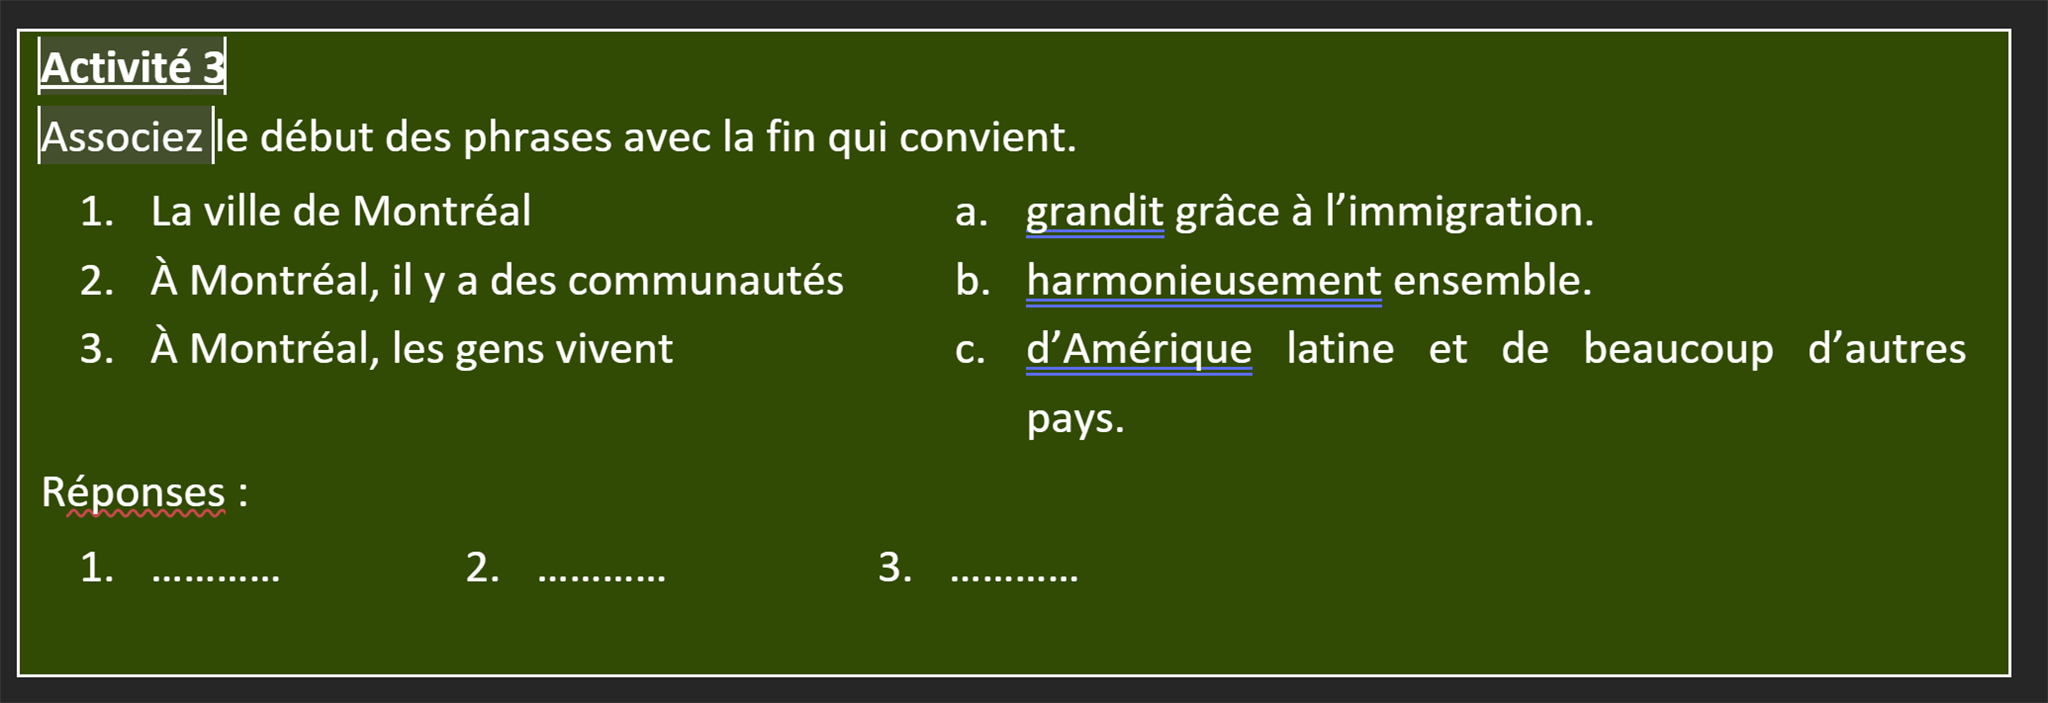 Activité 3
Associez le début des phrases avec la fin qui convient.
1. La ville de Montréal
2. À Montréal, il y a des communautés
3. À Montréal, les gens vivent
a. grandit grâce à l’immigration.
b. harmonieusement ensemble.
c. d’Amérique latine et de beaucoup d’autres
pays.
Réponses :
1. ............ 2. ............ 3. ............